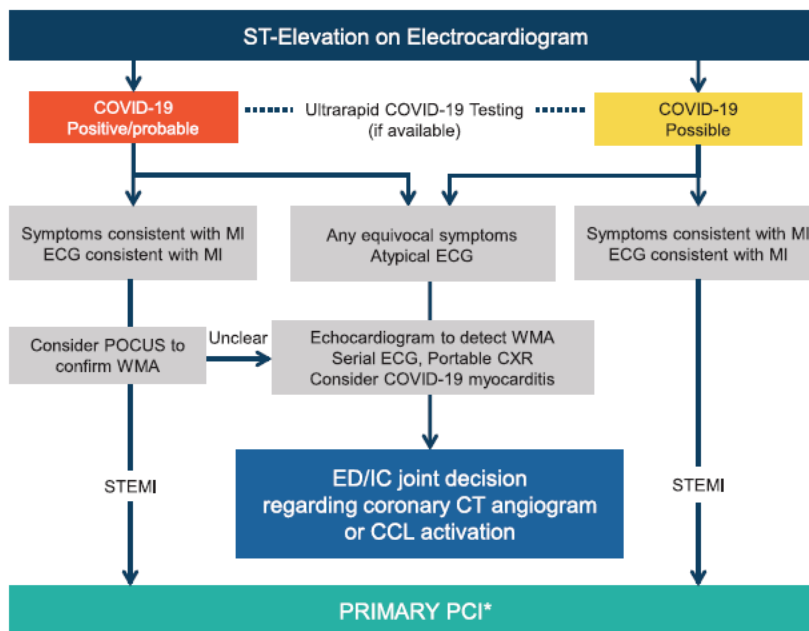 ST-Elevation on Electrocardiogram
COVID-19
Positive/probable
Ultrarapid COVID-19 Testing
(if available)
COVID-19
Possible
Symptoms consistent with MI
ECG consistent with MI
Any equivocal symptoms
Atypical ECG
Symptoms consistent with MI
ECG consistent with MI
Consider POCUS to
confirm WMA
Unclear
Echocardiogram to detect WMA
Serial ECG, Portable CXR
Consider COVID-19 myocarditis
STEMI
ED/IC joint decision
regarding coronary CT angiogram
or CCL activation
STEMI
PRIMARY PCI*